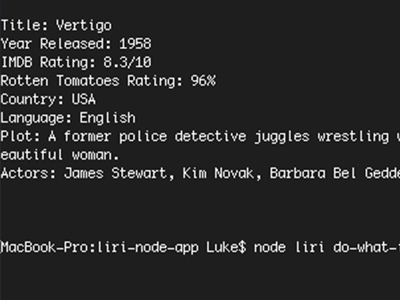 Title: Vertigo
Year Released: 1958
IMDB Rating: 8.3/10
Rotten Tomatoes Rating: 96%
Country: USA
Language: English
Plot: A former police detective juggles wrestling
eautiful woman.
Actors: James Stewart, Kim Novak, Barbara Bel Gedde
MacBook-Pro:liri-node-app Luke$ node liri do-what-